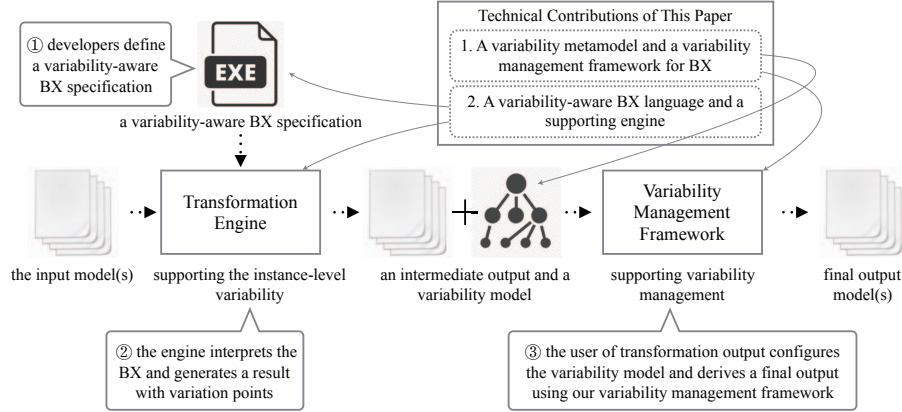 Technical Contributions of This Paper
1. A variability metamodel and a variability
management framework for BX
2. A variability-aware BX language and a
supporting engine
① developers define
a variability-aware
BX specification
EXE
a variability-aware BX specification
the input model(s)
Transformation
Engine
supporting the instance-level
variability
an intermediate output and a
variability model
Variability
Management
Framework
supporting variability
management
final output
model(s)
② the engine interprets the
BX and generates a result
with variation points
③ the user of transformation output configures
the variability model and derives a final output
using our variability management framework